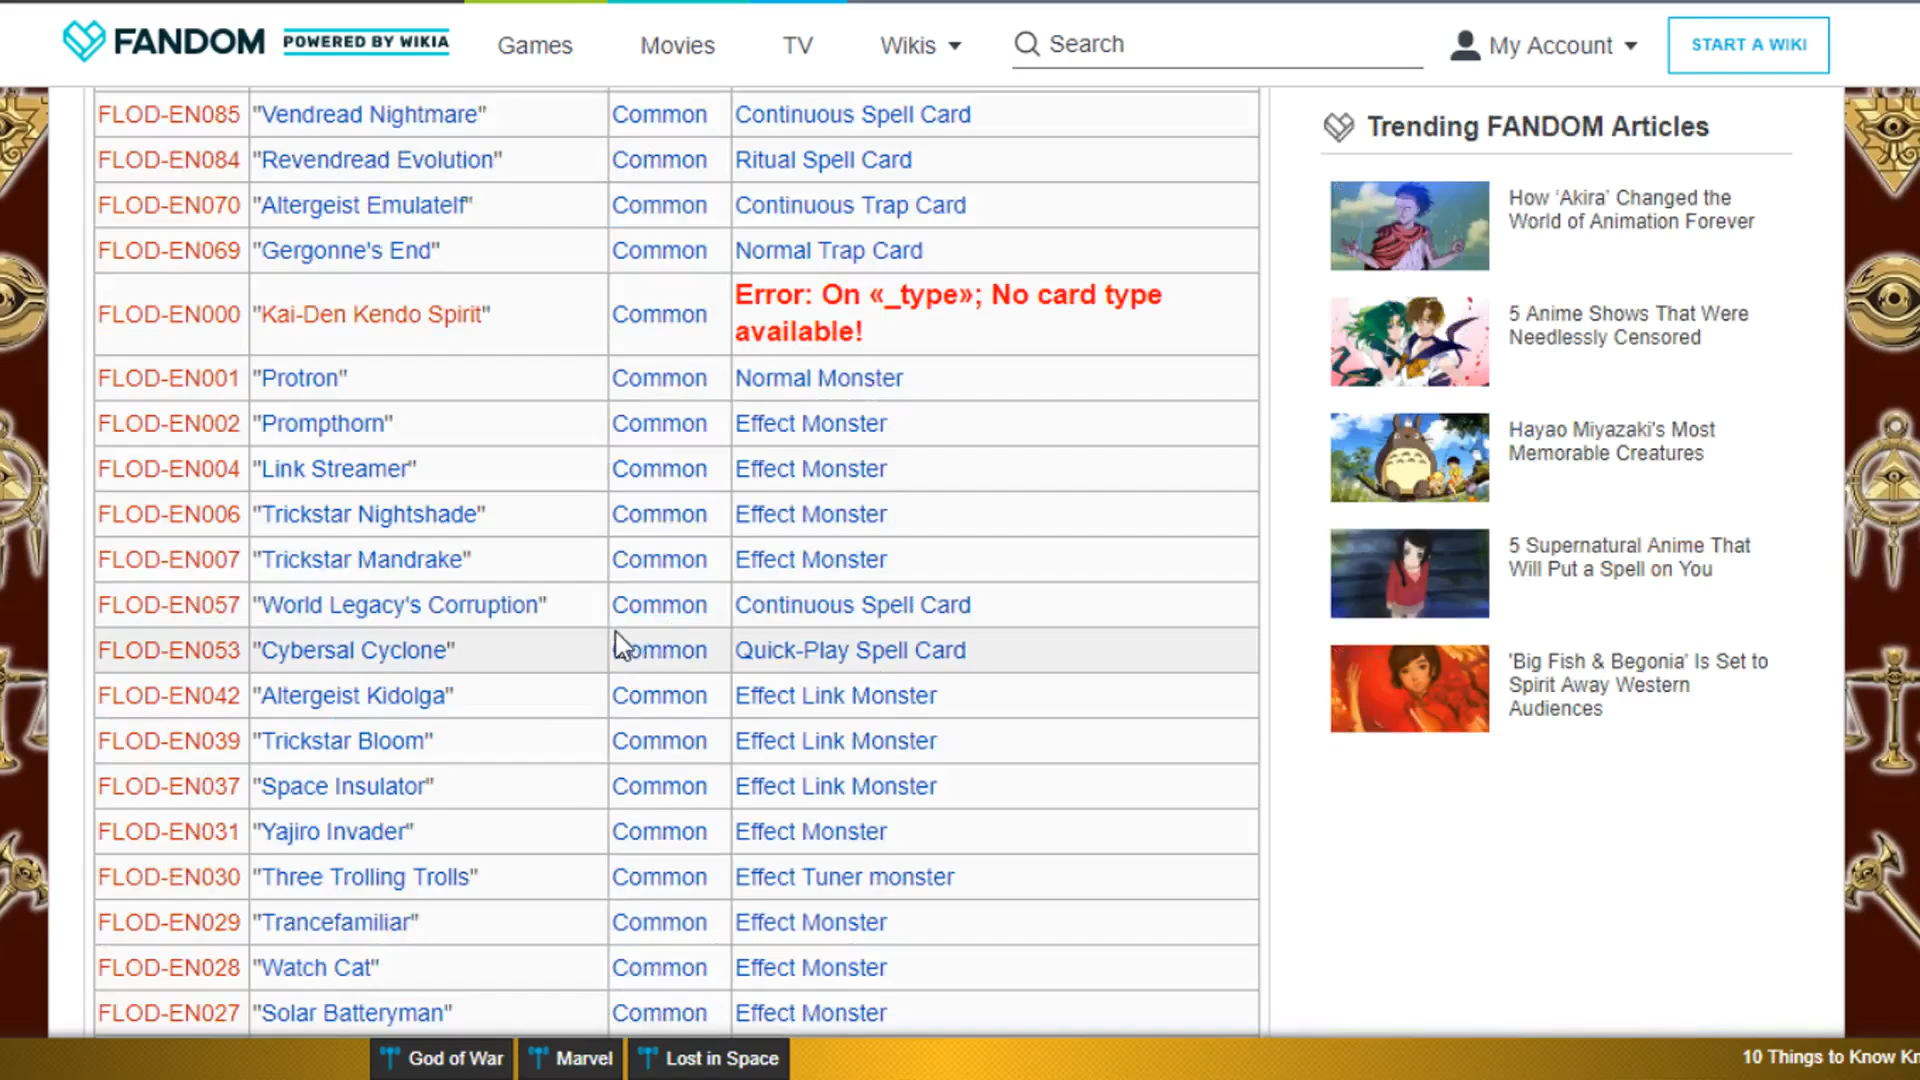 FANDOM POWERED BY WIKIA Games Movies TV Wikis Search My Account START A WIKI
FLOD-EN085 "Vendread Nightmare" Common Continuous Spell Card
FLOD-EN084 "Revendread Evolution" Common Ritual Spell Card
FLOD-EN070 "Altergeist Emulatelf" Common Continuous Trap Card
FLOD-EN069 "Gergonne's End" Common Normal Trap Card
FLOD-EN000 "Kai-Den Kendo Spirit" Common Error: On «_type»; No card type
available!
FLOD-EN001 "Protron" Common Normal Monster
FLOD-EN002 "Prompthorn" Common Effect Monster
FLOD-EN004 "Link Streamer" Common Effect Monster
FLOD-EN006 "Trickstar Nightshade" Common Effect Monster
FLOD-EN007 "Trickstar Mandrake" Common Effect Monster
FLOD-EN057 "World Legacy's Corruption" Common Continuous Spell Card
FLOD-EN053 "Cybersal Cyclone" Common Quick-Play Spell Card
FLOD-EN042 "Altergeist Kidolga" Common Effect Link Monster
FLOD-EN039 "Trickstar Bloom" Common Effect Link Monster
FLOD-EN037 "Space Insulator" Common Effect Link Monster
FLOD-EN031 "Yajiro Invader" Common Effect Monster
FLOD-EN030 "Three Trolling Trolls" Common Effect Tuner monster
FLOD-EN029 "Trancefamiliar" Common Effect Monster
FLOD-EN028 "Watch Cat" Common Effect Monster
FLOD-EN027 "Solar Batteryman" Common Effect Monster
Trending FANDOM Articles
How ‘Akira’ Changed the
World of Animation Forever
5 Anime Shows That Were
Needlessly Censored
Hayao Miyazaki's Most
Memorable Creatures
5 Supernatural Anime That
Will Put a Spell on You
'Big Fish & Begonia' Is Set to
Spirit Away Western
Audiences
God of War Marvel Lost in Space 10 Things to Know Kn